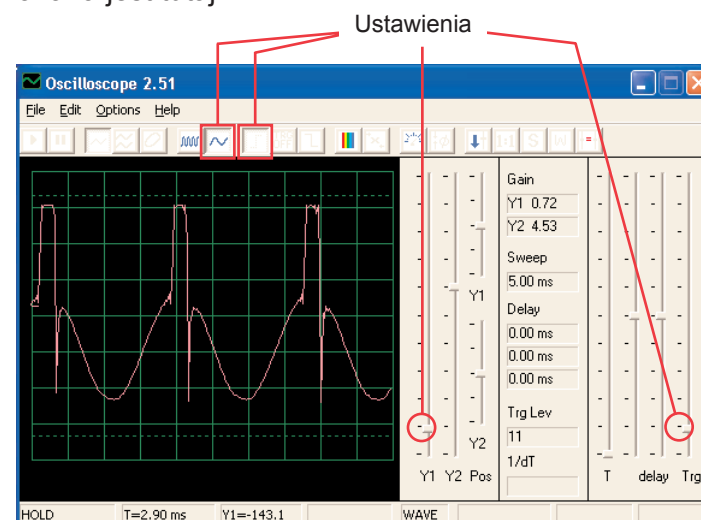 Ustawienia
Oscilloscope 2.51
File Edit Options Help
Gain
Y1 0.72
Y2 4.53
Sweep
5.00 ms
Delay
0.00 ms
0.00 ms
0.00 ms
Trg Lev
11
1/dT
Y1
Y2
Y1 Y2 Pos
T delay Trg
HOLD T=2.90 ms Y1=-143.1 WAVE